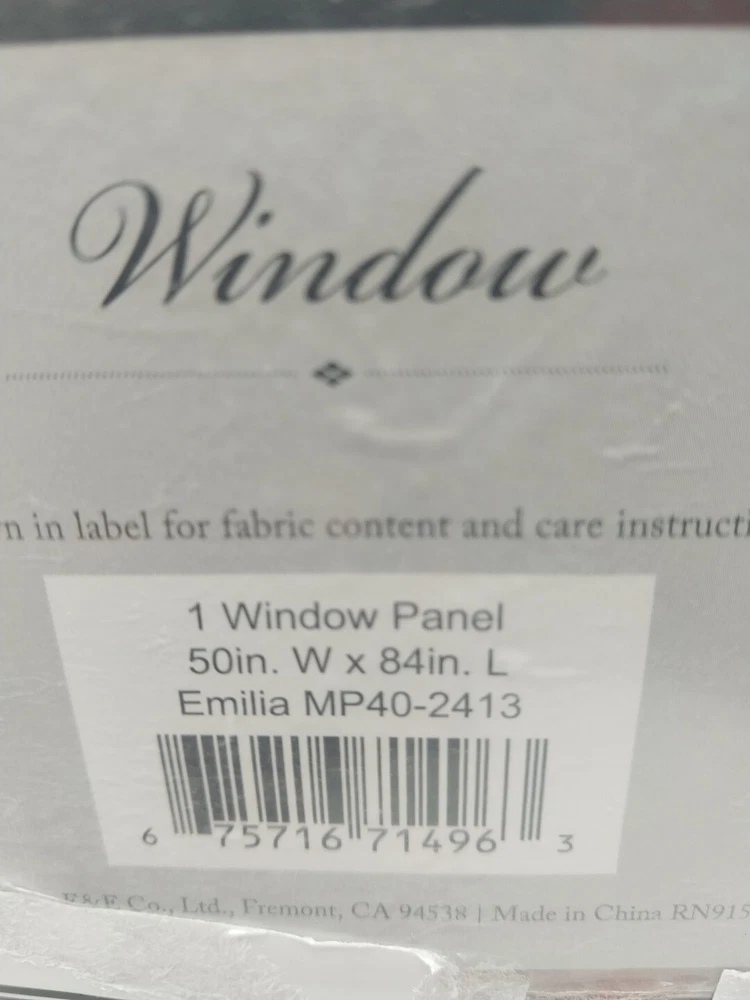 Window
n in label for fabric content and care instructi
1 Window Panel
50in. W x 84in. L
Emilia MP40-2413
6 75716 71496 3
E&E Co., Ltd., Fremont, CA 94538 | Made in China RN915